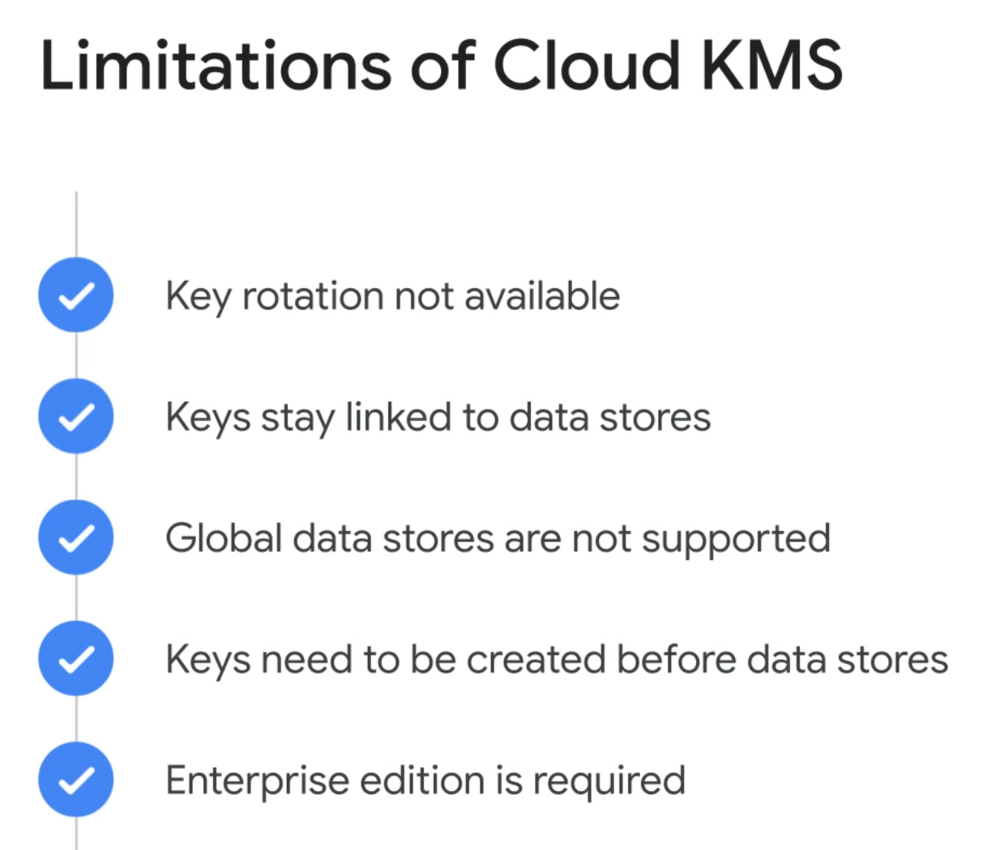 Limitations of Cloud KMS
Key rotation not available
Keys stay linked to data stores
Global data stores are not supported
Keys need to be created before data stores
Enterprise edition is required